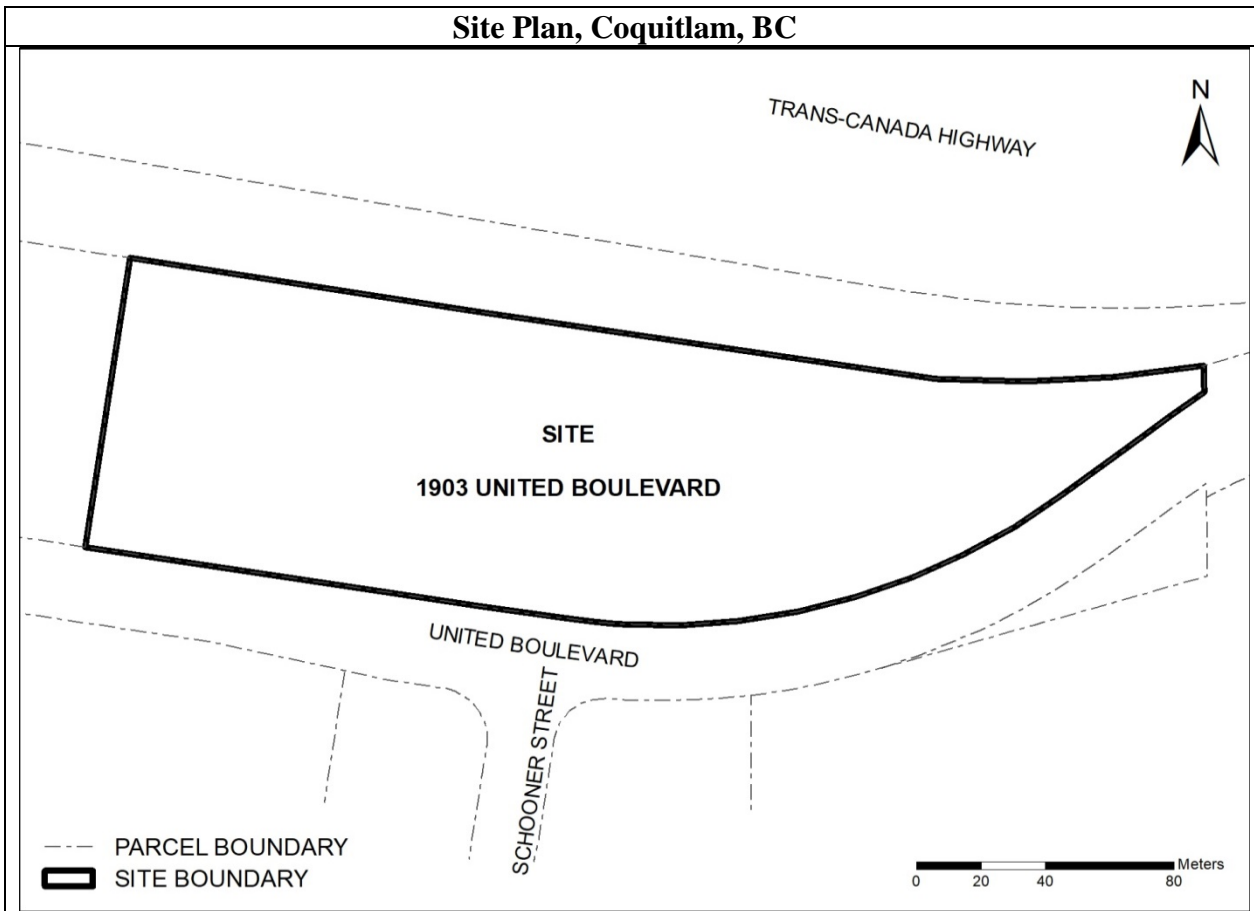 Site Plan, Coquitlam, BC
N
TRANS-CANADA HIGHWAY
SITE
1903 UNITED BOULEVARD
UNITED BOULEVARD
SCHOONER STREET
PARCEL BOUNDARY
SITE BOUNDARY
Meters
0 20 40 80